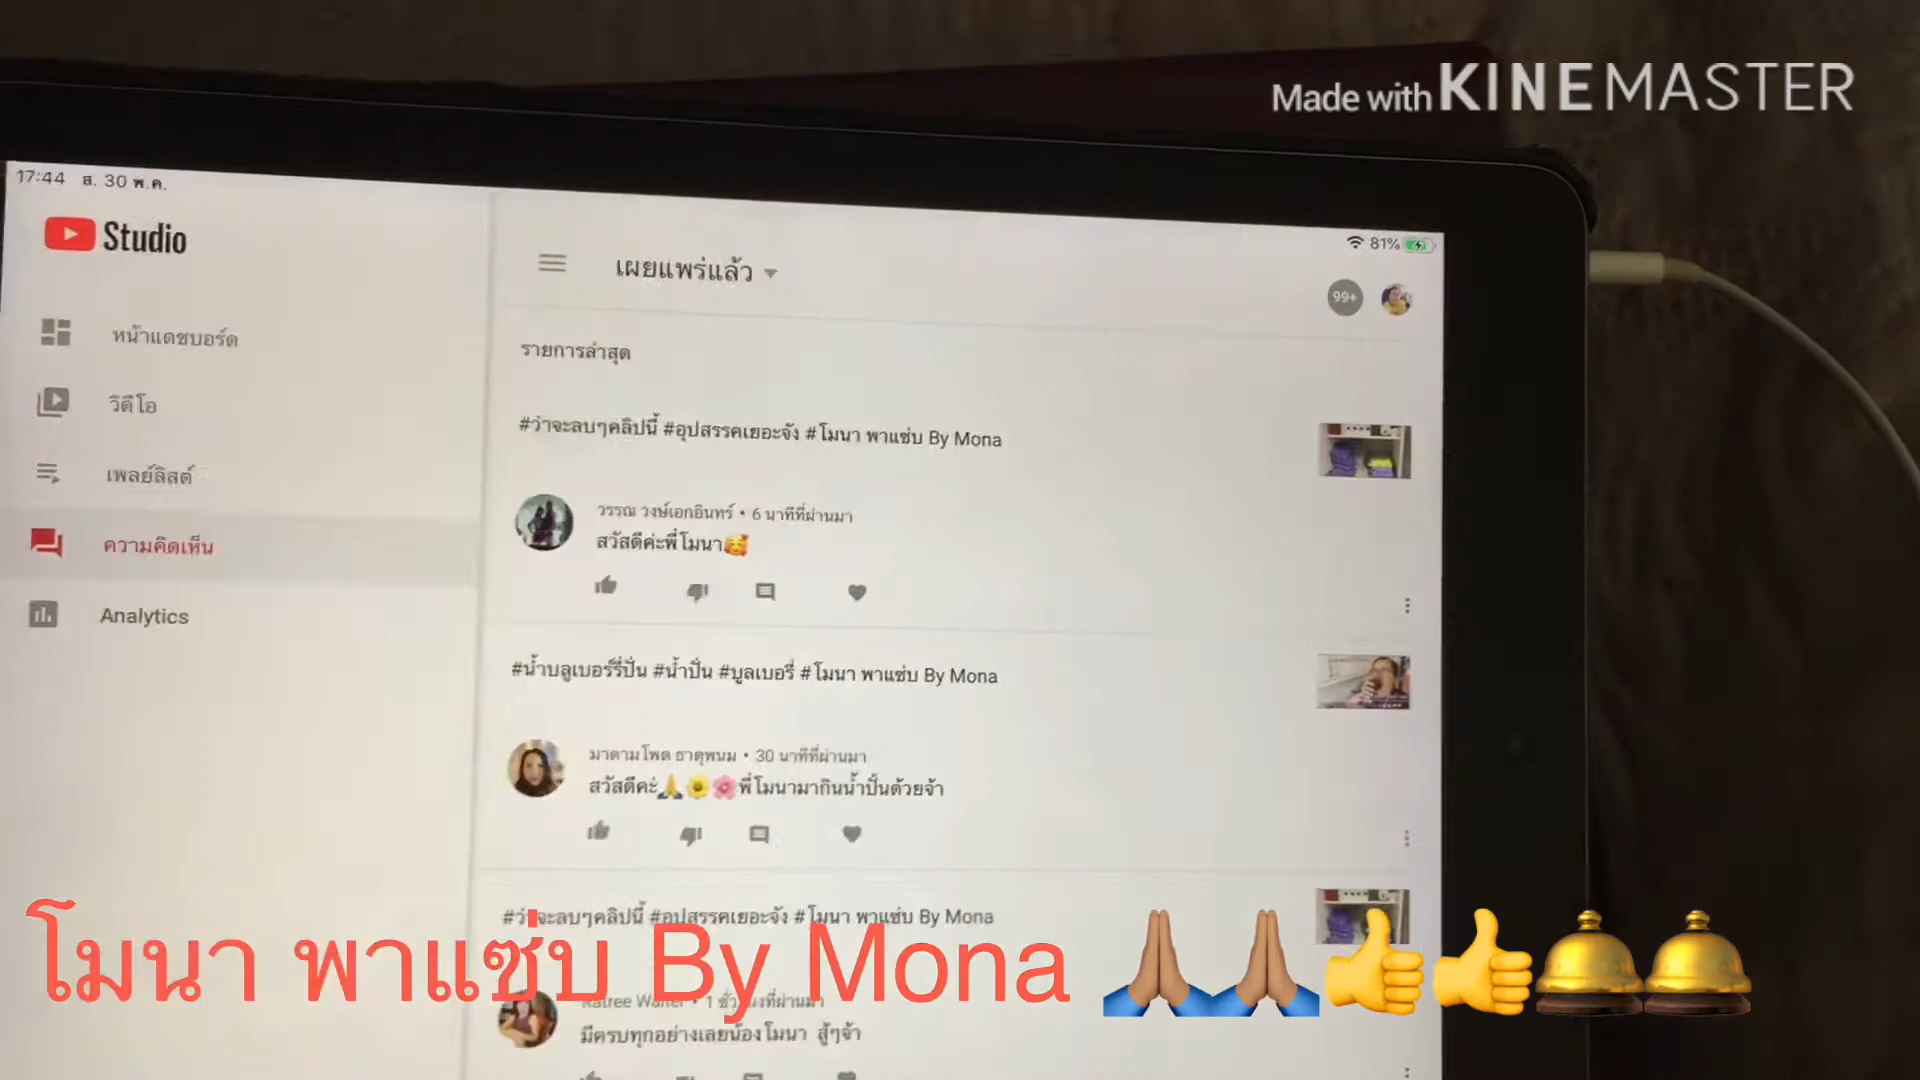 Made with KINEMASTER
17:44 ส. 30 พ.ค.
81%
Studio
เผยแพร่แล้ว
99+
หน้าแดชบอร์ด
วิดีโอ
เพลย์ลิสต์
ความคิดเห็น
Analytics
รายการล่าสุด
#ว่าจะลบๆคลิปนี้ #อุปสรรคเยอะจัง #โมนา พาแซ่บ By Mona
วรรณ วงษ์เอกอินทร์ • 6 นาทีที่ผ่านมา
สวัสดีค่ะพี่โมนา🥰
#น้ำบลูเบอร์รี่ปั่น #น้ำปั่น #บูลเบอรี่ #โมนา พาแซ่บ By Mona
มาดามโพด ธาตุพนม • 30 นาทีที่ผ่านมา
สวัสดีคะ่🙏🌼🌸พี่โมนามากินน้ำปั่นด้วยจ้า
#ว่าจะลบๆคลิปนี้ #อุปสรรคเยอะจัง #โมนา พาแซ่บ By Mona
โมนา พาแซ่บ By Mona 🙏🏽🙏🏽👍👍🛎🛎
• 1 ชั่วโมงที่ผ่านมา
มีครบทุกอย่างเลยน้องโมนา สู้ๆจ้า